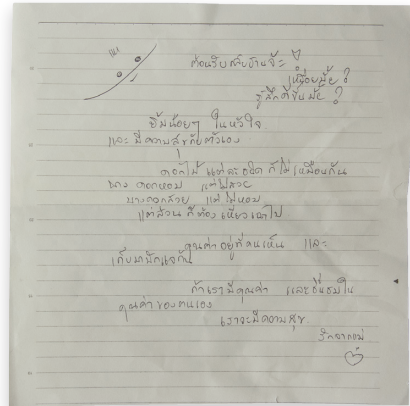 ต้อนรับกลับบ้านจ้ะ
เหนื่อยมั้ย?
รู้สึกดีขึ้นมั้ย?
ยิ้มน้อยๆ ในหัวใจ
และมีความสุขกับตัวเอง
ดอกไม้ แต่ละชนิด ก็ไม่เหมือนกัน
บางดอกหอม แต่ไม่สวย
บางดอกสวย แต่ไม่หอม
แต่ล้วนก็ต้องเหี่ยวเฉาไป
คุณค่าอยู่ที่คนเห็น และ
เก็บมาปักแจกัน
ถ้าเรามีคุณค่า และชื่นชมใน
คุณค่าของตนเอง
เราจะมีความสุข
รักจากแม่